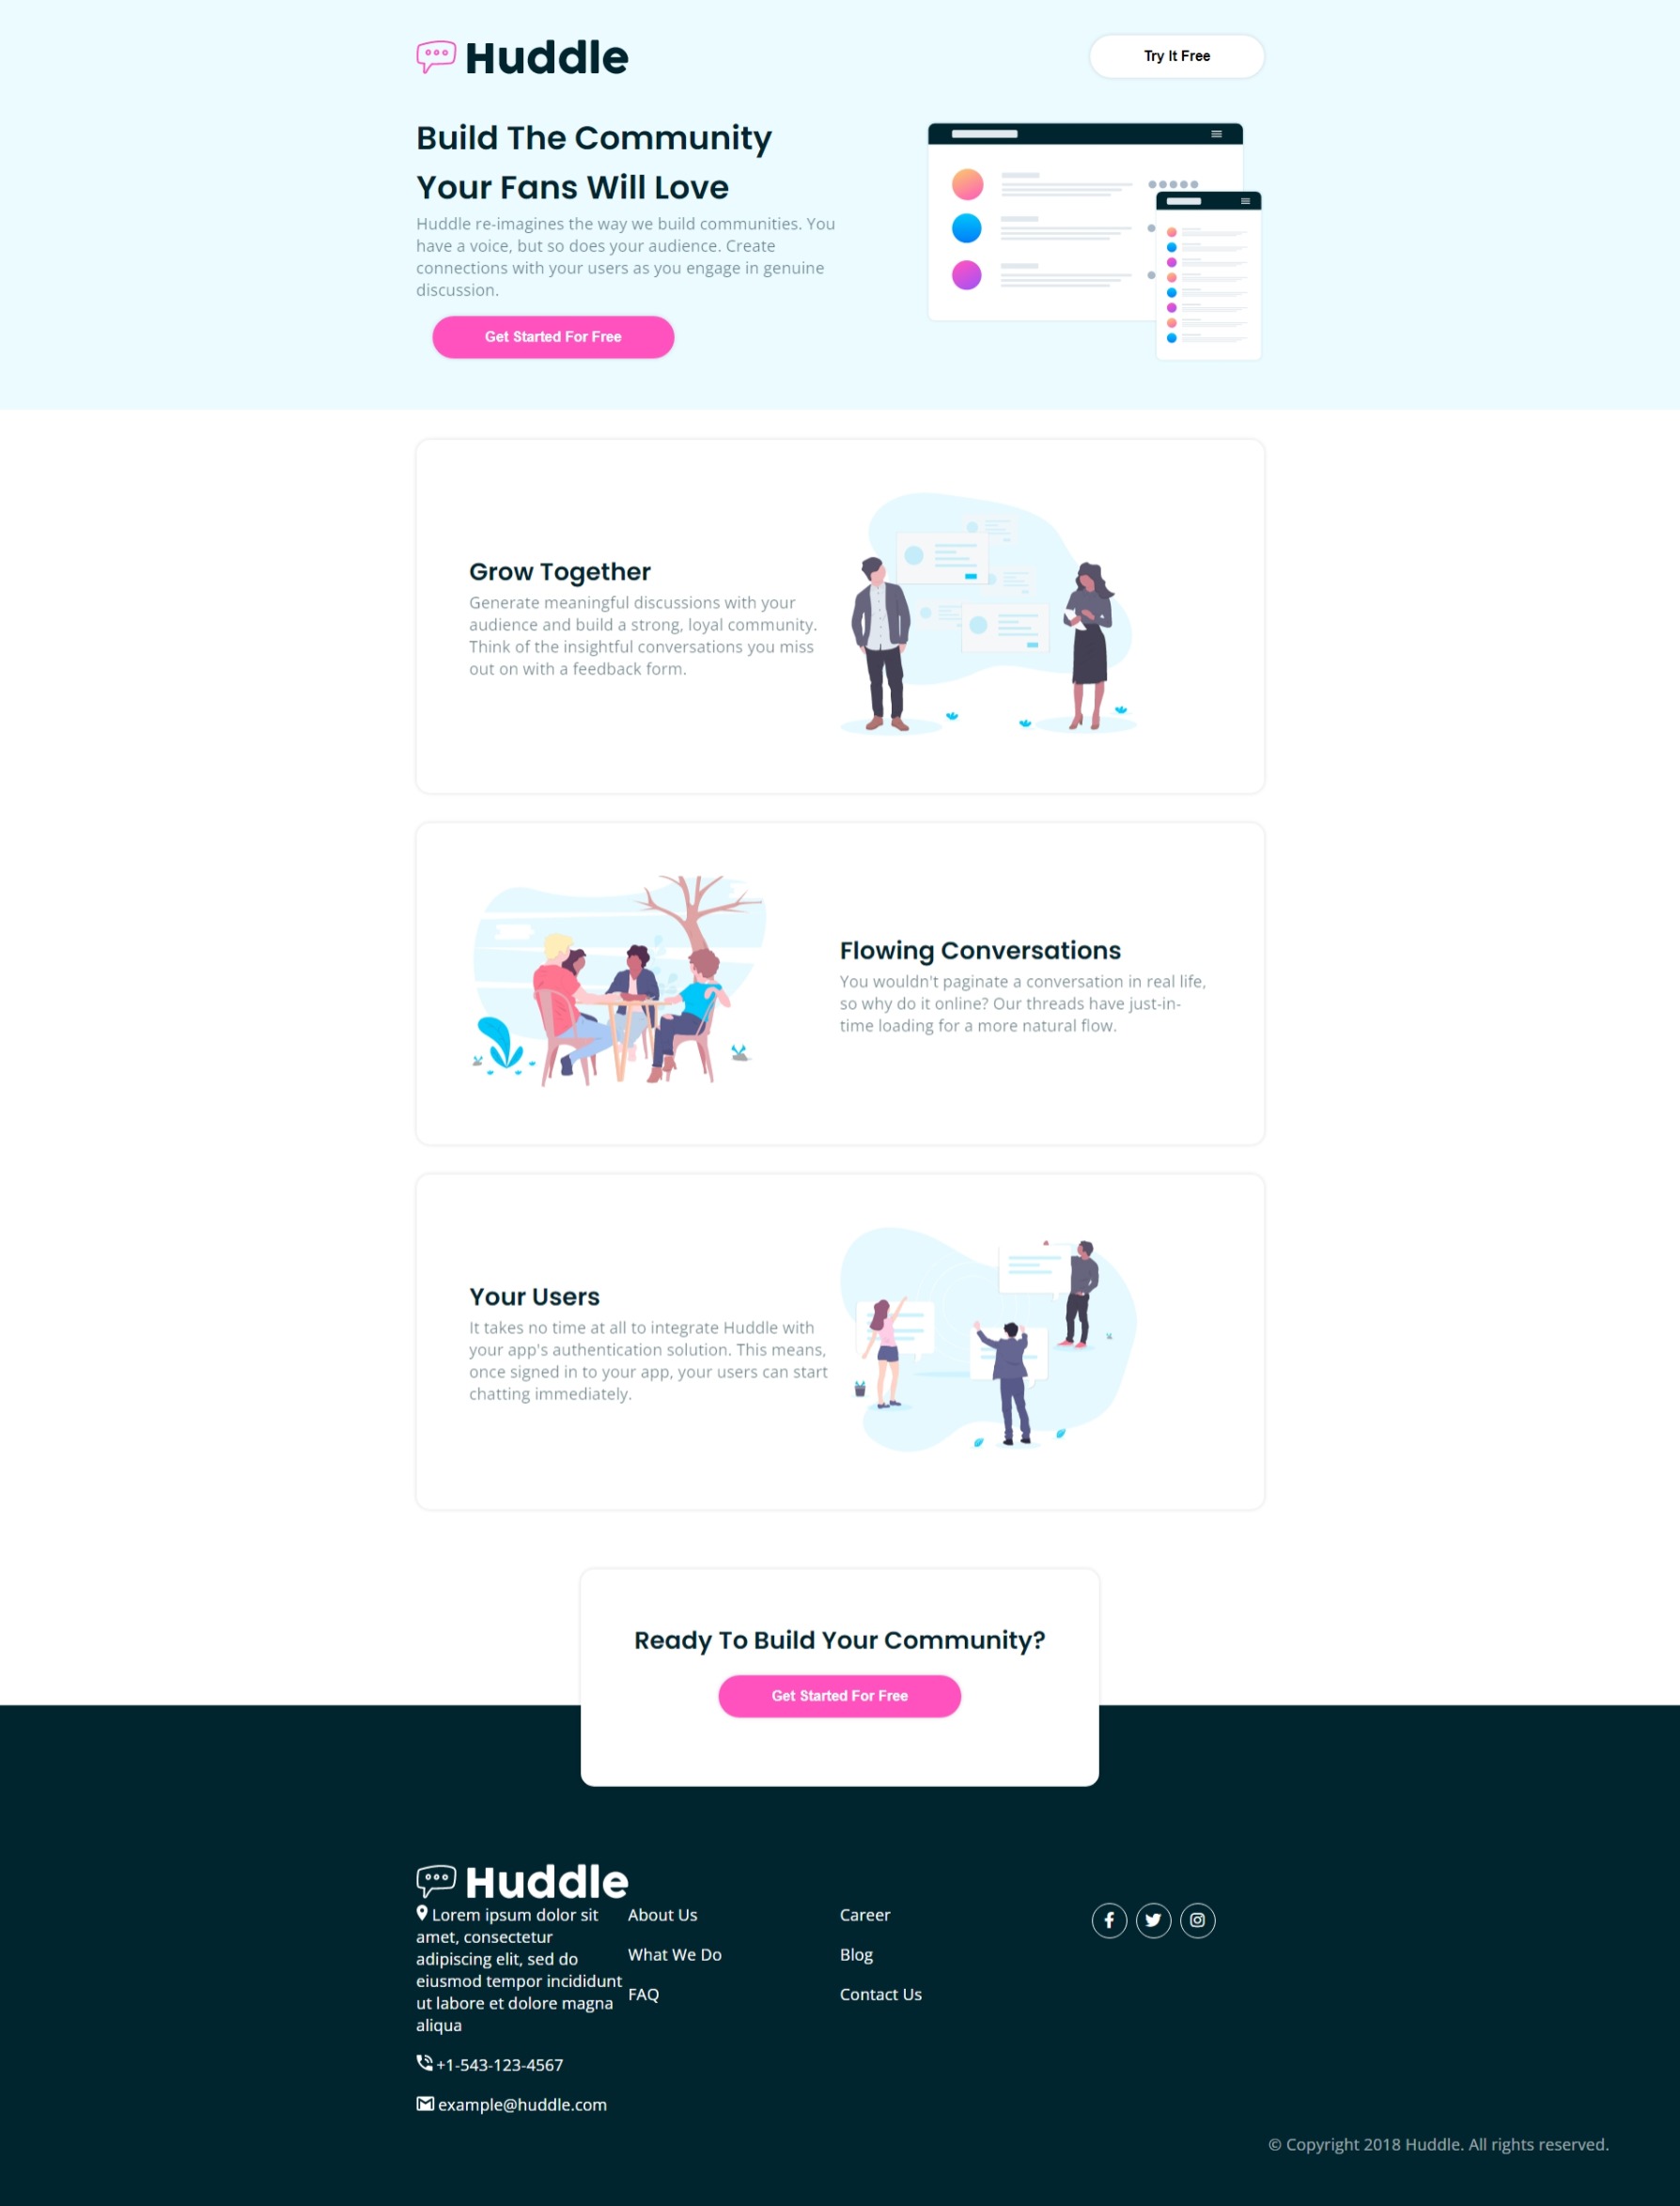 Huddle
Try It Free
Build The Community
Your Fans Will Love
Huddle re-imagines the way we build communities. You
have a voice, but so does your audience. Create
connections with your users as you engage in genuine
discussion.
Get Started For Free
Grow Together
Generate meaningful discussions with your
audience and build a strong, loyal community.
Think of the insightful conversations you miss
out on with a feedback form.
Flowing Conversations
You wouldn't paginate a conversation in real life,
so why do it online? Our threads have just-in-
time loading for a more natural flow.
Your Users
It takes no time at all to integrate Huddle with
your app's authentication solution. This means,
once signed in to your app, your users can start
chatting immediately.
Ready To Build Your Community?
Get Started For Free
Huddle
Lorem ipsum dolor sit
amet, consectetur
adipiscing elit, sed do
eiusmod tempor incididunt
ut labore et dolore magna
aliqua
+1-543-123-4567
example@huddle.com
About Us
What We Do
FAQ
Career
Blog
Contact Us
© Copyright 2018 Huddle. All rights reserved.